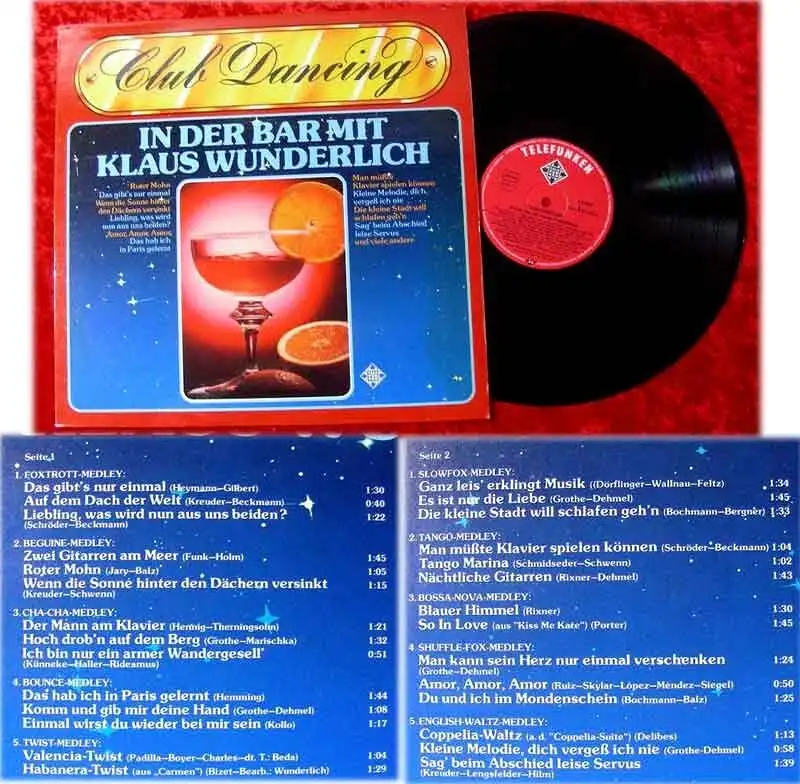 Club Dancing
IN DER BAR MIT
KLAUS WUNDERLICH
Roter Mohn
Das gibt's nur einmal
Wenn die Sonne hinter
den Dächern versinkt
Liebling, was wird
nun aus uns beiden?
Amor, Amor, Amor
Das hab ich
in Paris gelernt
Man müßte
Klavier spielen können
Kleine Melodie, dich
vergeß ich nie
Die kleine Stadt will
schlafen geh'n
Sag' beim Abschied
leise Servus
und viele andere
TELEFUNKEN
Seite 1
1. FOXTROTT-MEDLEY:
Das gibt's nur einmal (Heymann–Gilbert) 1:30
Auf dem Dach der Welt (Kreuder–Beckmann) 0:40
Liebling, was wird nun aus uns beiden? 1:22
(Schröder–Beckmann)
2. BEGUINE-MEDLEY:
Zwei Gitarren am Meer (Funk–Holm) 1:45
Roter Mohn (Jary–Balz) 1:05
Wenn die Sonne hinter den Dächern versinkt 1:15
(Kreuder–Schwenn)
3. CHA-CHA-MEDLEY:
Der Mann am Klavier (Hennig–Therningsohn) 1:21
Hoch drob'n auf dem Berg (Grothe–Marischka) 1:32
Ich bin nur ein armer Wandergesell' 0:51
(Künneke–Haller–Rideamus)
4. BOUNCE-MEDLEY:
Das hab ich in Paris gelernt (Hemming) 1:44
Komm und gib mir deine Hand (Grothe–Dehmel) 1:08
Einmal wirst du wieder bei mir sein (Kollo) 1:17
5. TWIST-MEDLEY:
Valencia-Twist (Padilla–Boyer–Charles–dr. T.: Beda) 1:04
Habanera-Twist (aus „Carmen") (Bizet–Bearb.: Wunderlich) 1:29
Seite 2
1. SLOWFOX-MEDLEY:
Ganz leis' erklingt Musik ((Dörflinger–Wallnau–Feltz) 1:34
Es ist nur die Liebe (Grothe–Dehmel) 1:45
Die kleine Stadt will schlafen geh'n (Bochmann–Bergner) 1:33
2. TANGO-MEDLEY:
Man müßte Klavier spielen können (Schröder–Beckmann) 1:04
Tango Marina (Schmidseder–Schwenn) 1:02
Nächtliche Gitarren (Rixner–Dehmel) 1:43
3. BOSSA-NOVA-MEDLEY:
Blauer Himmel (Rixner) 1:30
So In Love (aus "Kiss Me Kate") (Porter) 1:45
4 SHUFFLE-FOX-MEDLEY:
Man kann sein Herz nur einmal verschenken 1:24
(Grothe–Dehmel)
Amor, Amor, Amor (Ruiz–Skylar–López–Méndez–Siegel) 0:50
Du und ich im Mondenschein (Bochmann–Balz) 1:25
5. ENGLISH-WALTZ-MEDLEY:
Coppelia-Waltz (a. d. "Coppelia-Suite") (Delibes) 1:13
Kleine Melodie, dich vergeß ich nie (Grothe-Dehmel) 0:58
Sag' beim Abschied leise Servus 1:39
(Kreuder–Lengsfelder–Hilm)